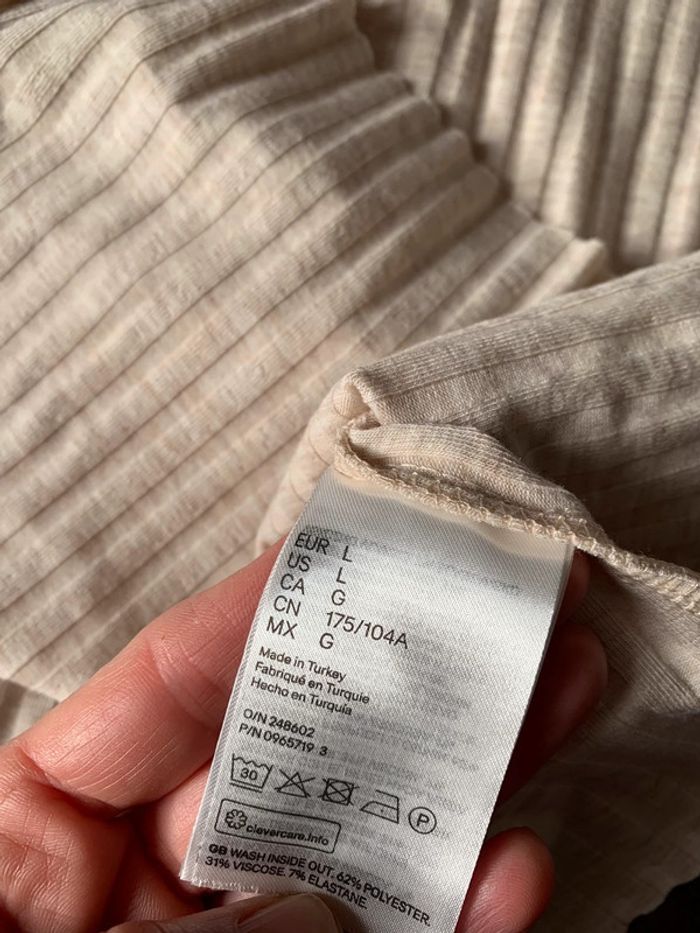 EUR L
US L
CA G
CN 175/104A
MX G
Made in Turkey
Fabriqué en Turquie
Hecho en Turquía
O/N 248602
P/N 0965719 3
30 P
clevercare.info
GB WASH INSIDE OUT. 62% POLYESTER.
31% VISCOSE. 7% ELASTANE